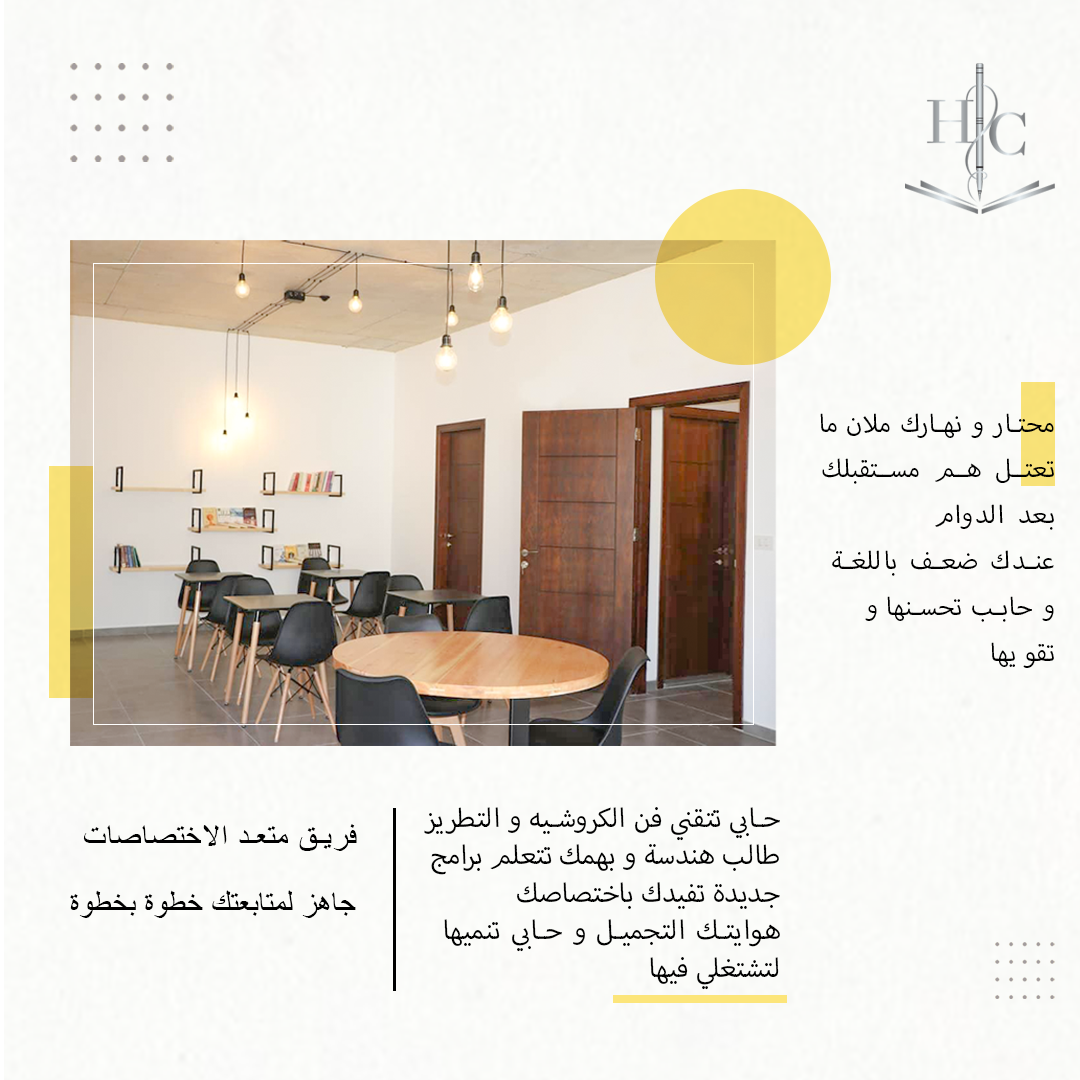 H C
محتار و نهارك ملان ما
تعتل هم مستقبلك
بعد الدوام
عندك ضعف باللغة
و حابب تحسنها و
تقو يها
حابي تتقني فن الكروشيه و التطريز
طالب هندسة و بهمك تتعلم برامج
جديدة تفيدك باختصاصك
هوايتك التجميل و حابي تنميها
لتشتغلي فيها
فريق متعد الاختصاصات
جاهز لمتابعتك خطوة بخطوة